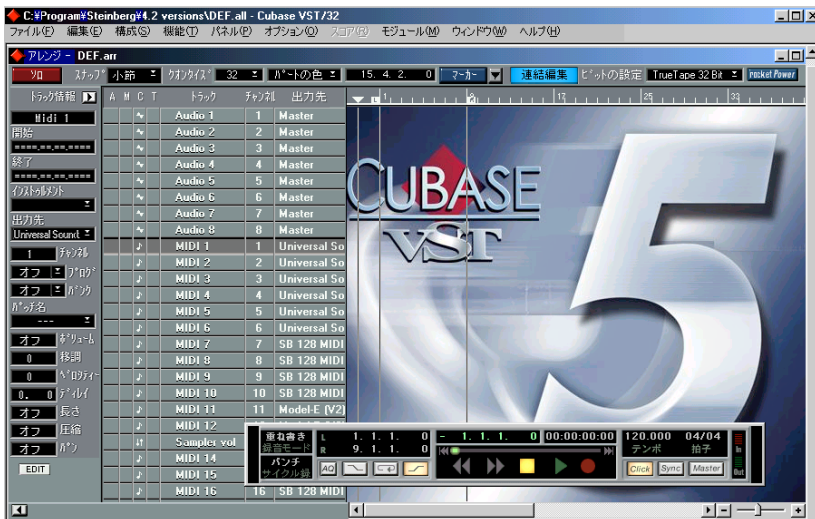 C:¥Program¥Steinberg¥4.2 versions¥DEF.all - Cubase VST/32
ファイル(F) 編集(E) 構成(S) 機能(T) パネル(P) オプション(O) スコア(R) モジュール(M) ウィンドウ(W) ヘルプ(H)
アレンジ - DEF.arr
ソロ スナップ 小節 クオンタイズ 32 パートの色 15. 4. 2. 0 マーカー 連結編集 ビットの設定 TrueTape 32 Bit rocket Power
トラック情報 A M C T トラック チャンネル 出力先 1 9 17 25 33
Midi 1
開始
----.--.--.----
終了
----.--.--.----
インストゥルメント
出力先
Universal Sound
1 チャンネル
オフ プログ
オフ バンク
パッチ名
---
オフ ボリューム
0 移調
0 ベロシティー
0. 0 ディレイ
オフ 長さ
オフ 圧縮
オフ パン
EDIT
Audio 1 1 Master
Audio 2 2 Master
Audio 3 3 Master
Audio 4 4 Master
Audio 5 5 Master
Audio 6 6 Master
Audio 7 7 Master
Audio 8 8 Master
MIDI 1 1 Universal So
MIDI 2 2 Universal So
MIDI 3 3 Universal So
MIDI 4 4 Universal So
MIDI 5 5 Universal So
MIDI 6 6 Universal So
MIDI 7 7 SB 128 MIDI
MIDI 8 8 SB 128 MIDI
MIDI 9 9 SB 128 MIDI
MIDI 10 10 SB 128 MIDI
MIDI 11 11 Model-E (V2)
MIDI 12
Sampler vol
MIDI 14
MIDI 15
MIDI 16 16 SB 128 MIDI
CUBASE
VST
5
重ね書き L 1. 1. 1. 0 - 1. 1. 1. 0 00:00:00:00 120.000 04/04
録音モード R 9. 1. 1. 0 テンポ 拍子
パンチ
サイクル録 AQ Click Sync Master
In
Out